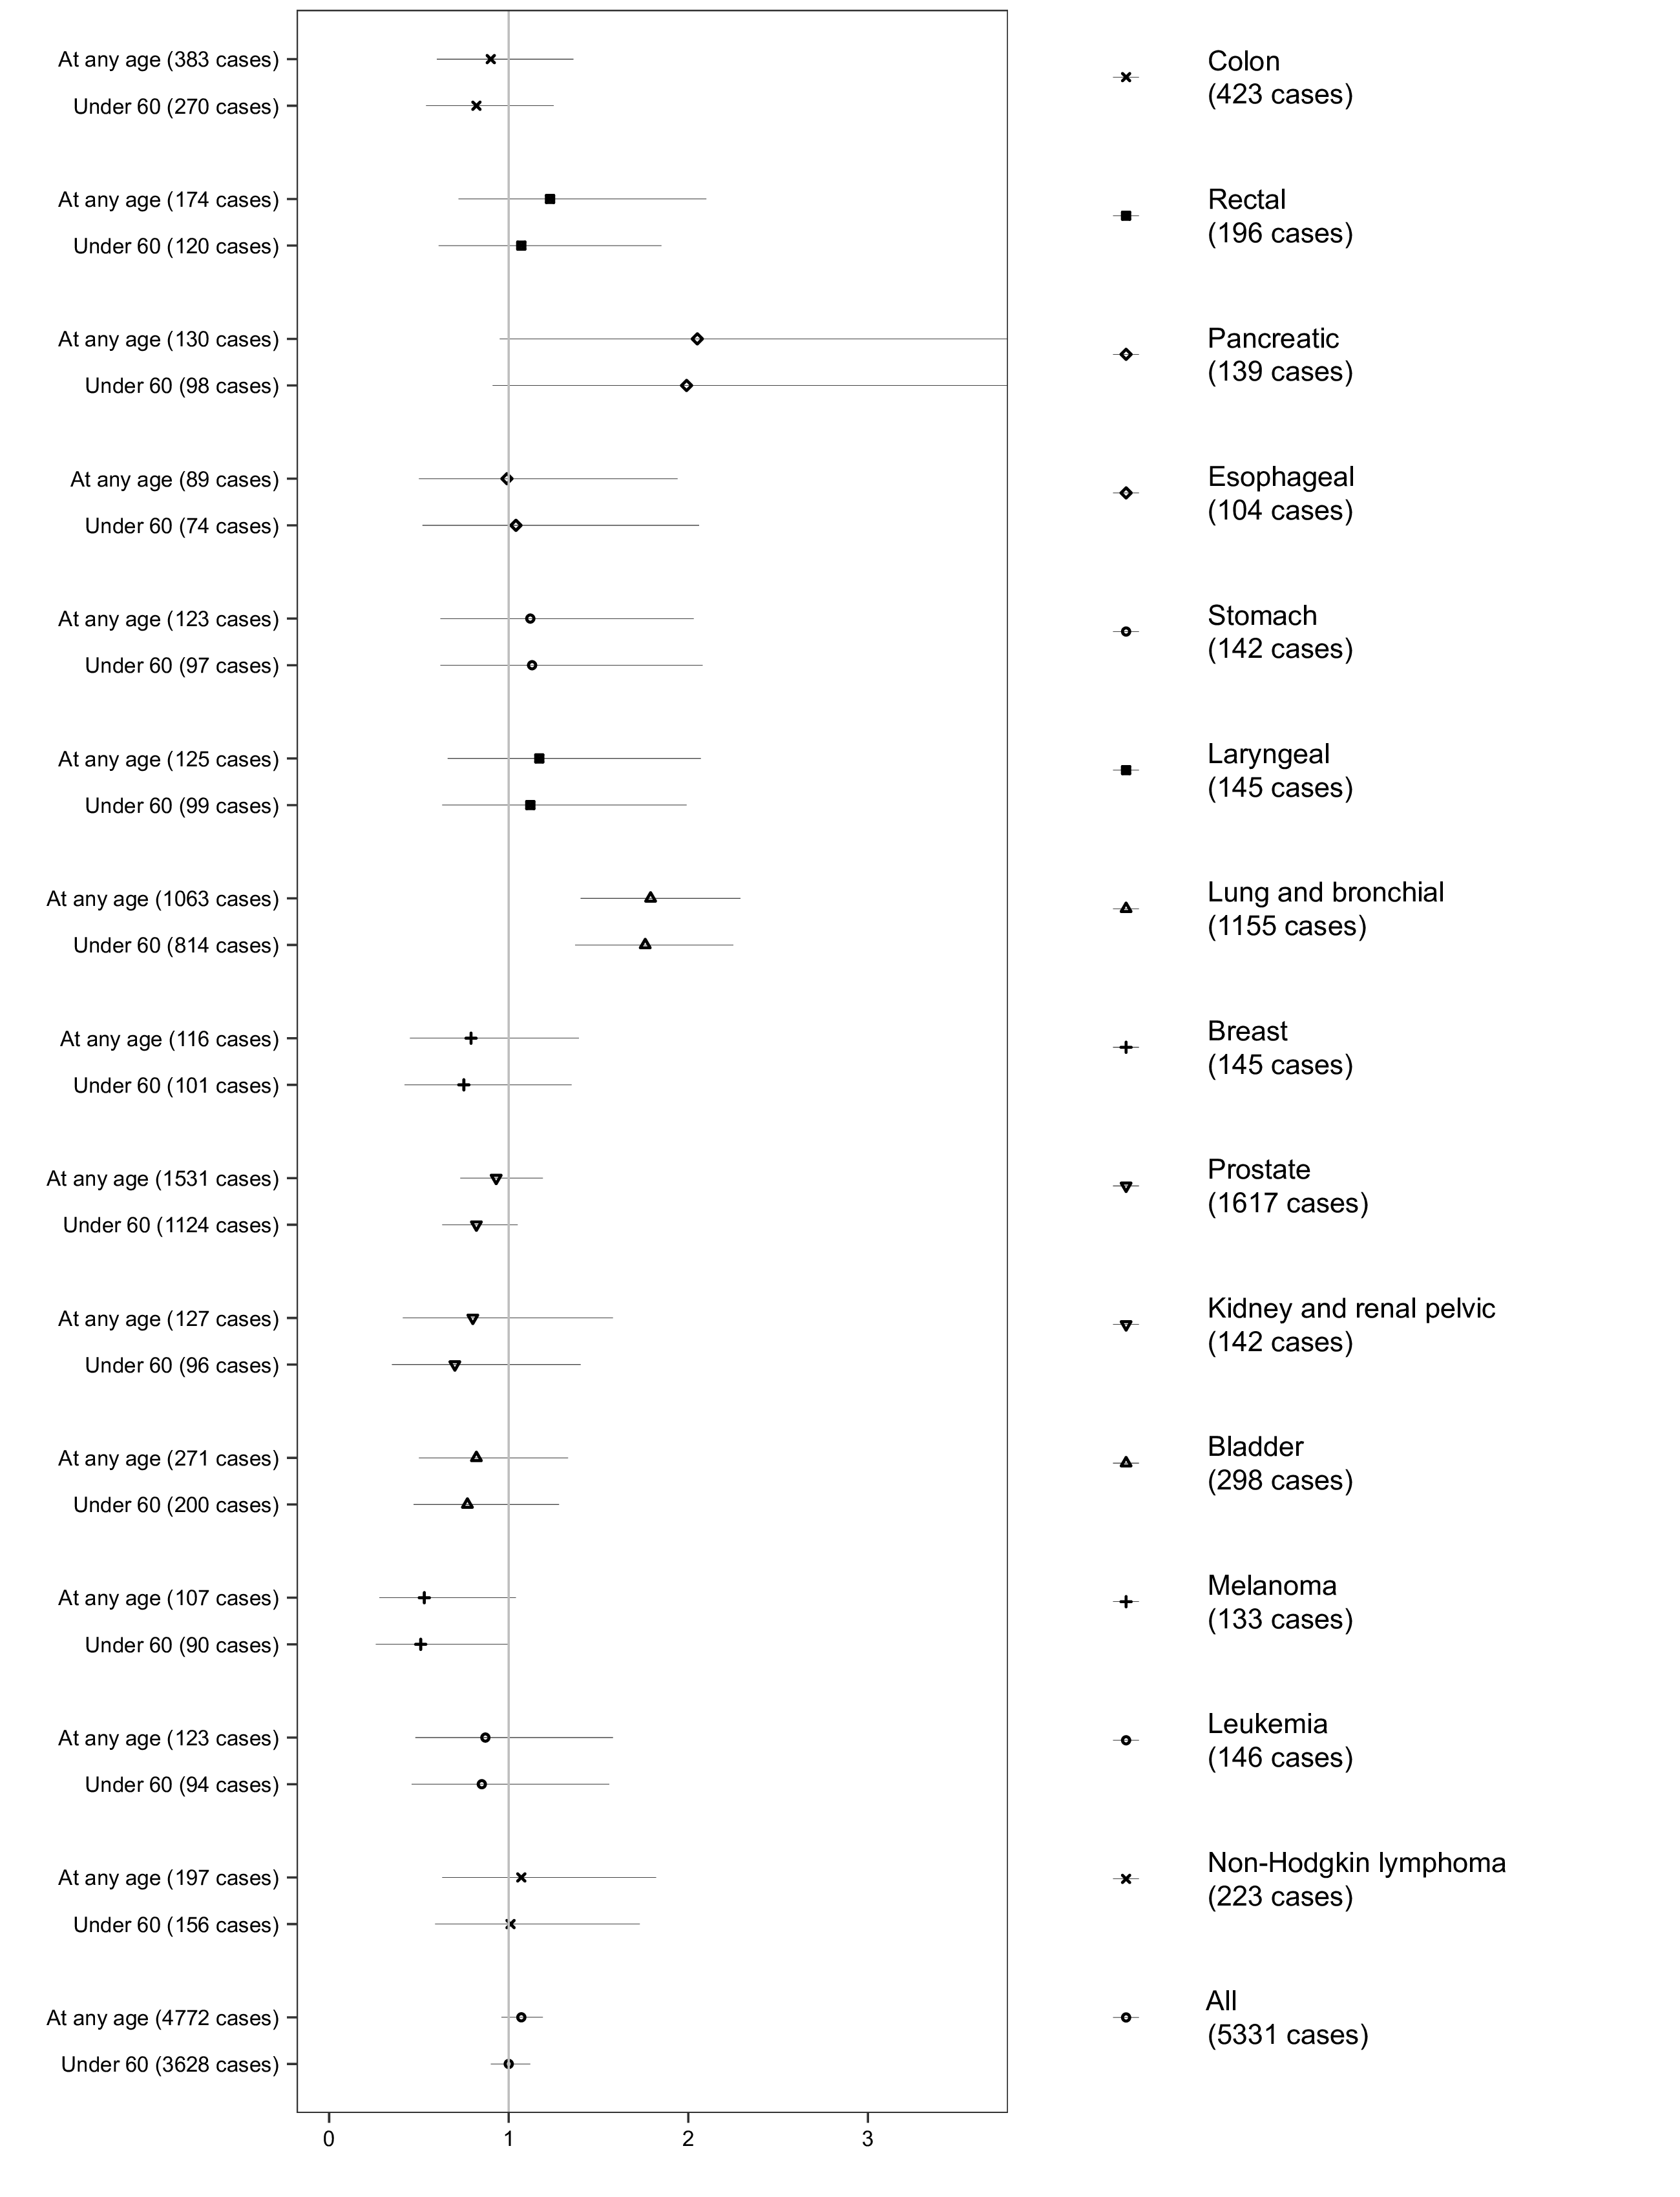 At any age (383 cases)
Under 60 (270 cases)
Colon
(423 cases)
At any age (174 cases)
Under 60 (120 cases)
Rectal
(196 cases)
At any age (130 cases)
Under 60 (98 cases)
Pancreatic
(139 cases)
At any age (89 cases)
Under 60 (74 cases)
Esophageal
(104 cases)
At any age (123 cases)
Under 60 (97 cases)
Stomach
(142 cases)
At any age (125 cases)
Under 60 (99 cases)
Laryngeal
(145 cases)
At any age (1063 cases)
Under 60 (814 cases)
Lung and bronchial
(1155 cases)
At any age (116 cases)
Under 60 (101 cases)
Breast
(145 cases)
At any age (1531 cases)
Under 60 (1124 cases)
Prostate
(1617 cases)
At any age (127 cases)
Under 60 (96 cases)
Kidney and renal pelvic
(142 cases)
At any age (271 cases)
Under 60 (200 cases)
Bladder
(298 cases)
At any age (107 cases)
Under 60 (90 cases)
Melanoma
(133 cases)
At any age (123 cases)
Under 60 (94 cases)
Leukemia
(146 cases)
At any age (197 cases)
Under 60 (156 cases)
Non-Hodgkin lymphoma
(223 cases)
At any age (4772 cases)
Under 60 (3628 cases)
All
(5331 cases)
0 1 2 3